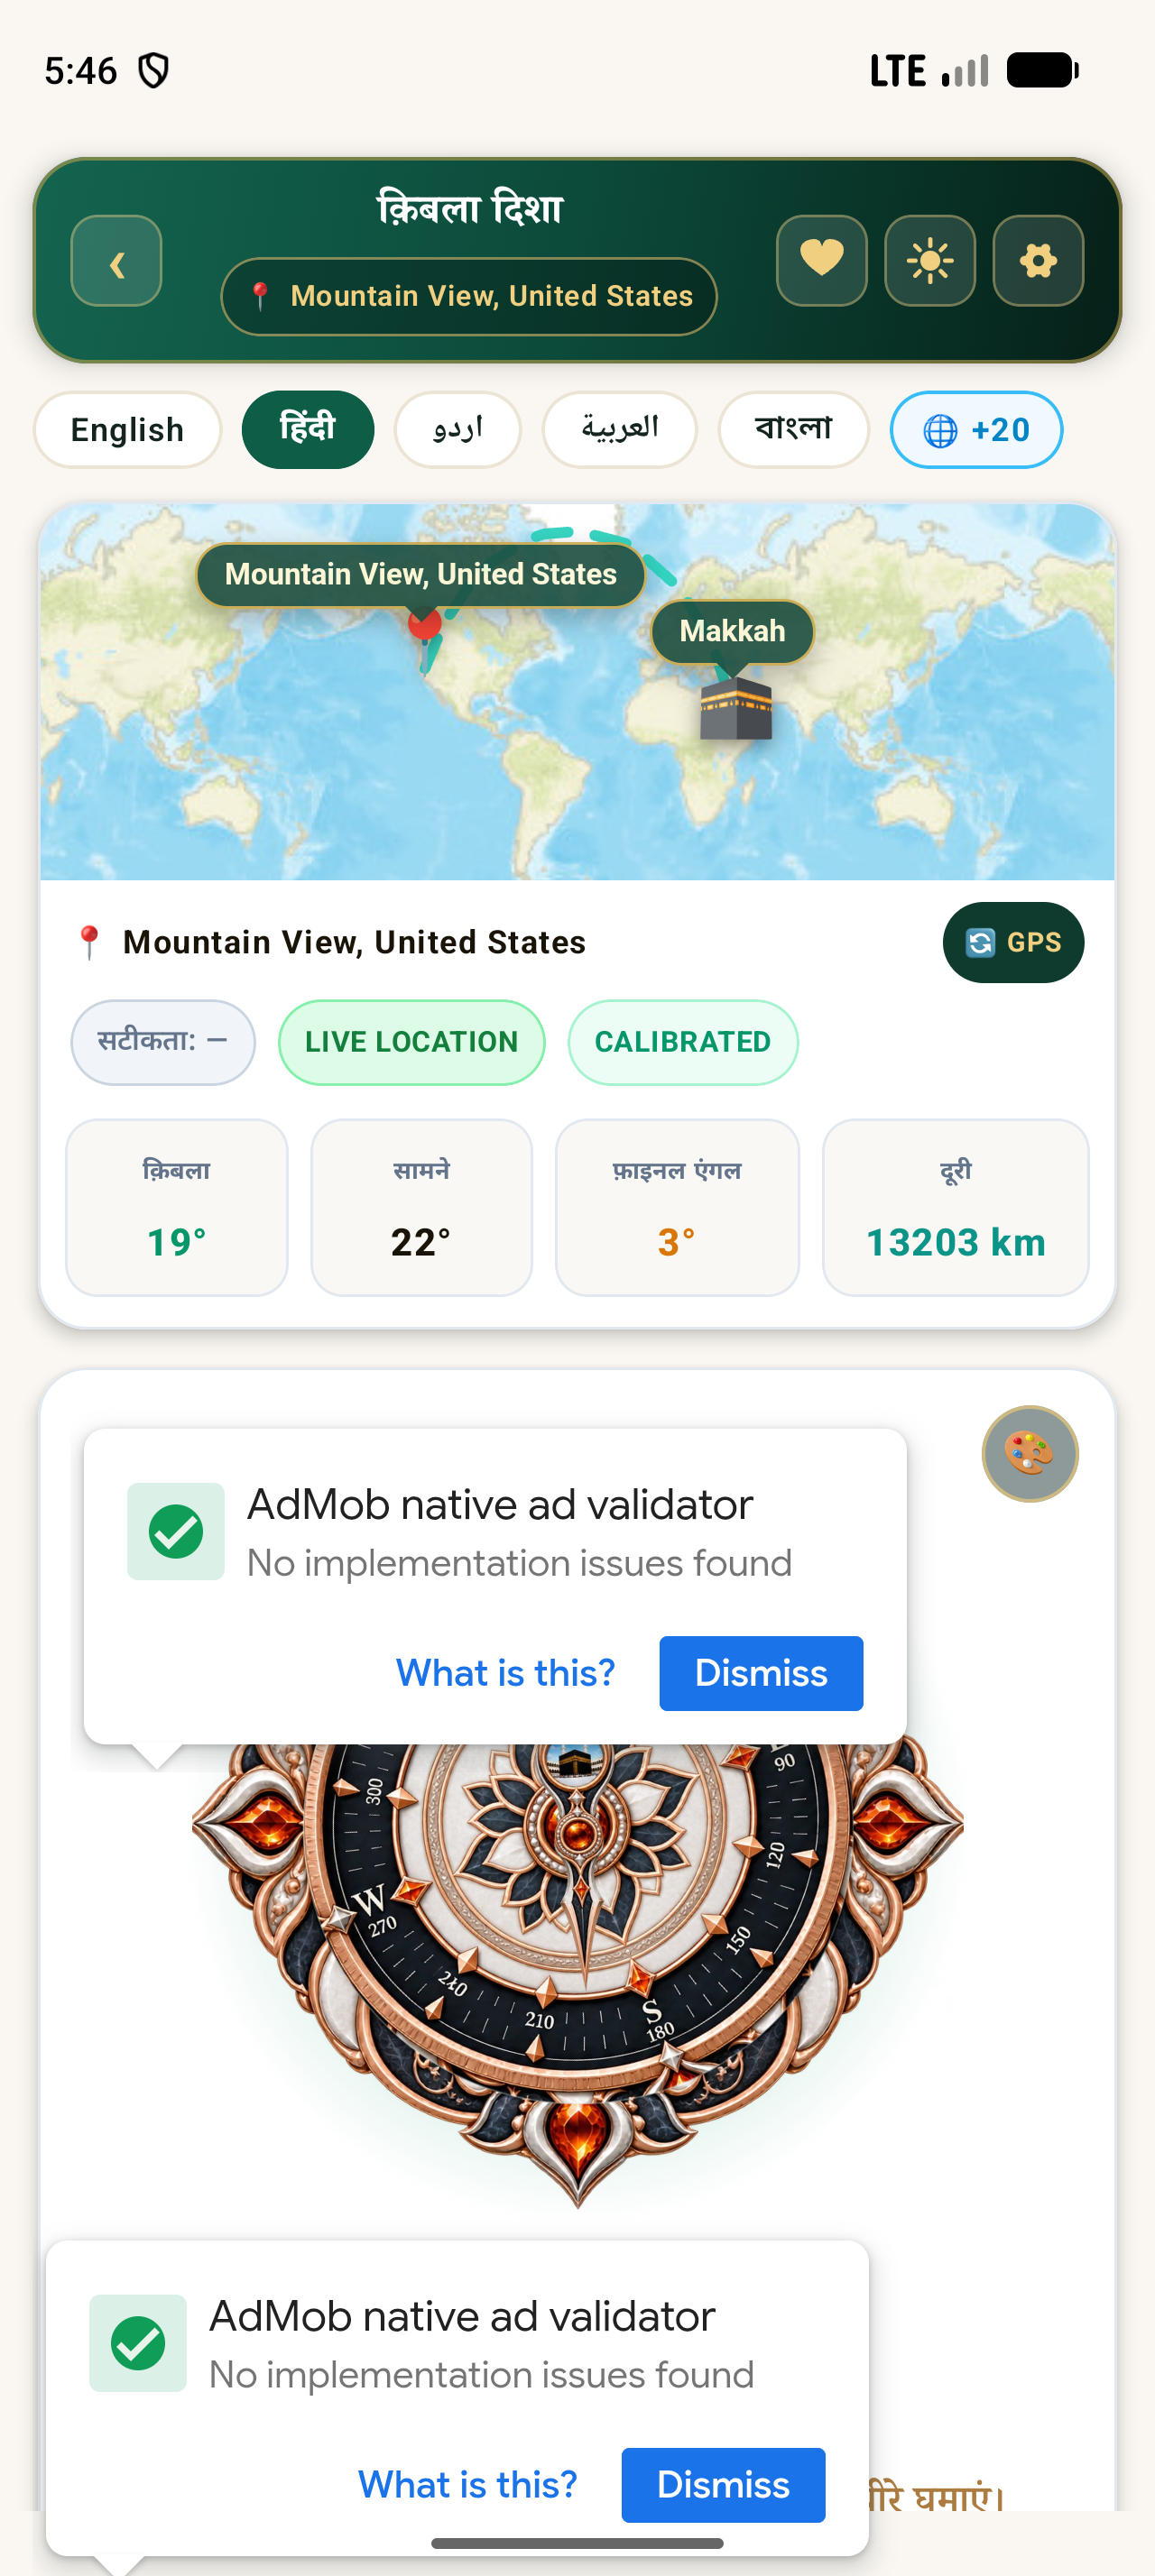 5:46
LTE
क़िबला दिशा
‹
📍 Mountain View, United States
English
हिंदी
اردو
العربية
বাংলা
🌐 +20
Mountain View, United States
Makkah
📍 Mountain View, United States
🔄 GPS
सटीकता: —
LIVE LOCATION
CALIBRATED
क़िबला
19°
सामने
22°
फ़ाइनल एंगल
3°
दूरी
13203 km
AdMob native ad validator
No implementation issues found
What is this?
Dismiss
90
300
120
W
270
150
240
210
S
180
AdMob native ad validator
No implementation issues found
What is this?
Dismiss
घुमाएं।